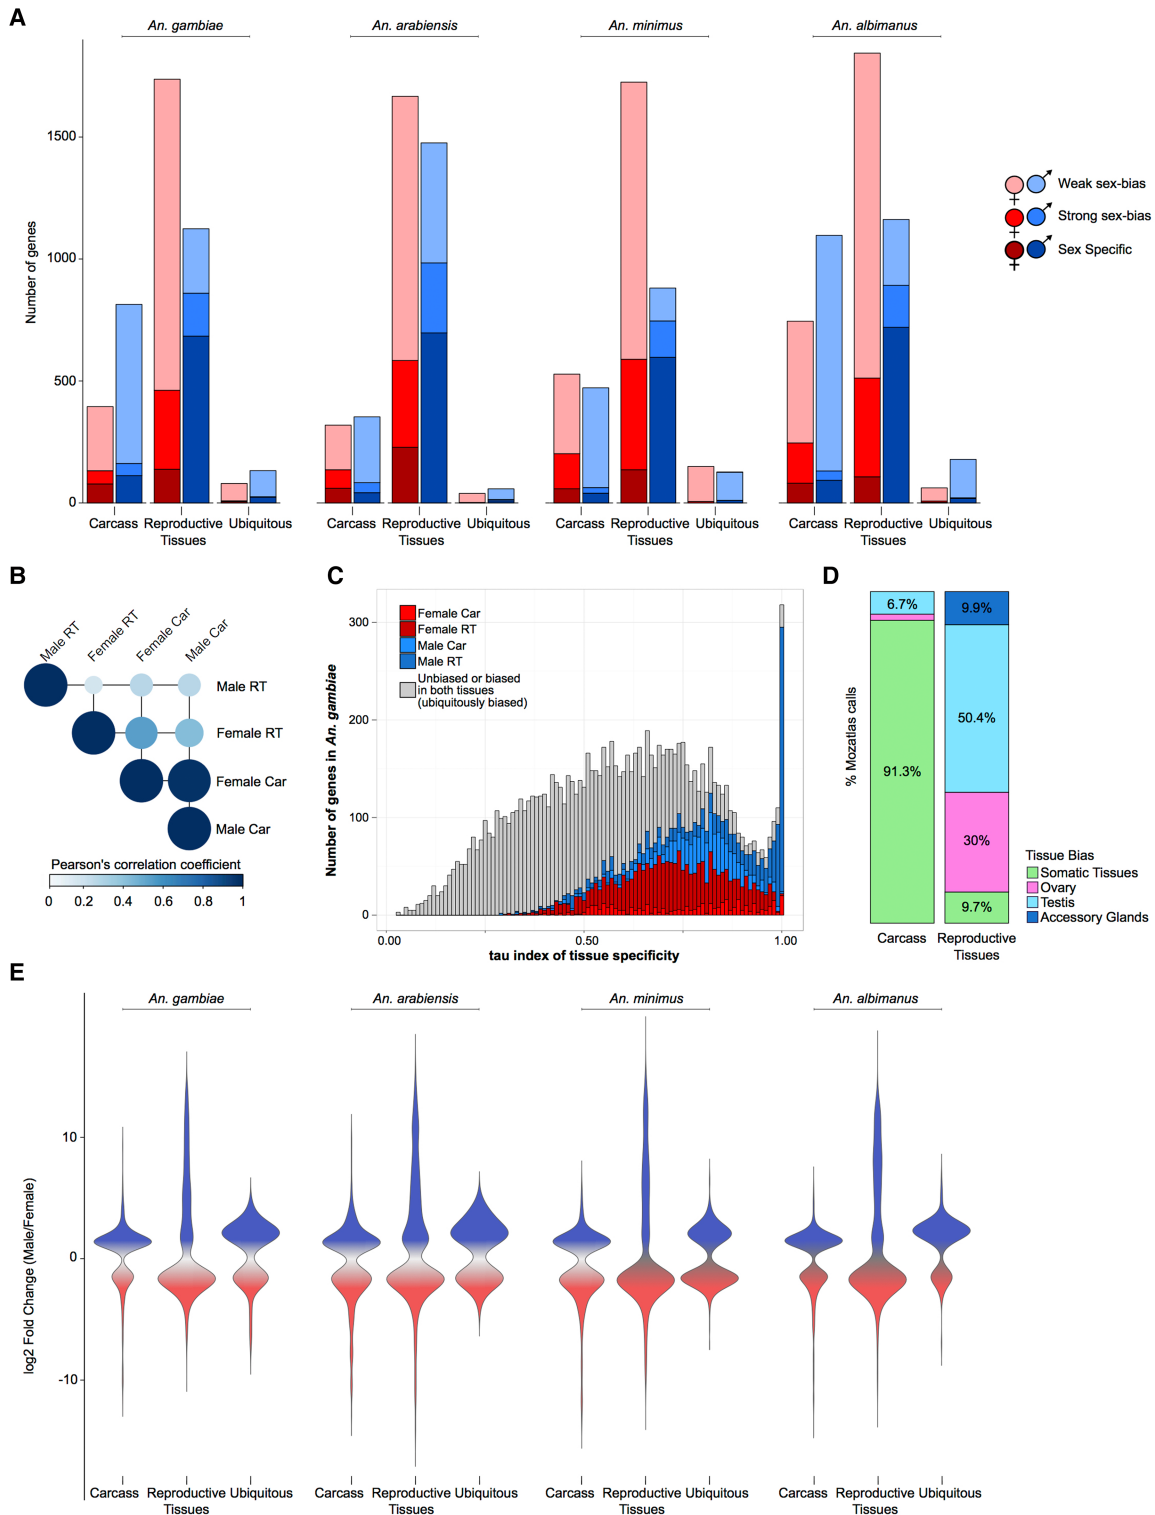 A
An. gambiae
An. arabiensis
An. minimus
An. albimanus
Number of genes
1500
1000
500
0
Carcass
Reproductive
Tissues
Ubiquitous
Carcass
Reproductive
Tissues
Ubiquitous
Carcass
Reproductive
Tissues
Ubiquitous
Carcass
Reproductive
Tissues
Ubiquitous
Weak sex-bias
Strong sex-bias
Sex Specific
B
Male RT
Female RT
Female Car
Male Car
Male RT
Female RT
Female Car
Male Car
Pearson's correlation coefficient
0 0.2 0.4 0.6 0.8 1
C
Number of genes in An. gambiae
300
200
100
0
Female Car
Female RT
Male Car
Male RT
Unbiased or biased
in both tissues
(ubiquitously biased)
0.00 0.50 1.00
tau index of tissue specificity
D
% Mozatlas calls
6.7%
91.3%
9.9%
50.4%
30%
9.7%
Carcass
Reproductive
Tissues
Tissue Bias
Somatic Tissues
Ovary
Testis
Accessory Glands
E
An. gambiae
An. arabiensis
An. minimus
An. albimanus
log2 Fold Change (Male/Female)
10
0
-10
Carcass
Reproductive
Tissues
Ubiquitous
Carcass
Reproductive
Tissues
Ubiquitous
Carcass
Reproductive
Tissues
Ubiquitous
Carcass
Reproductive
Tissues
Ubiquitous